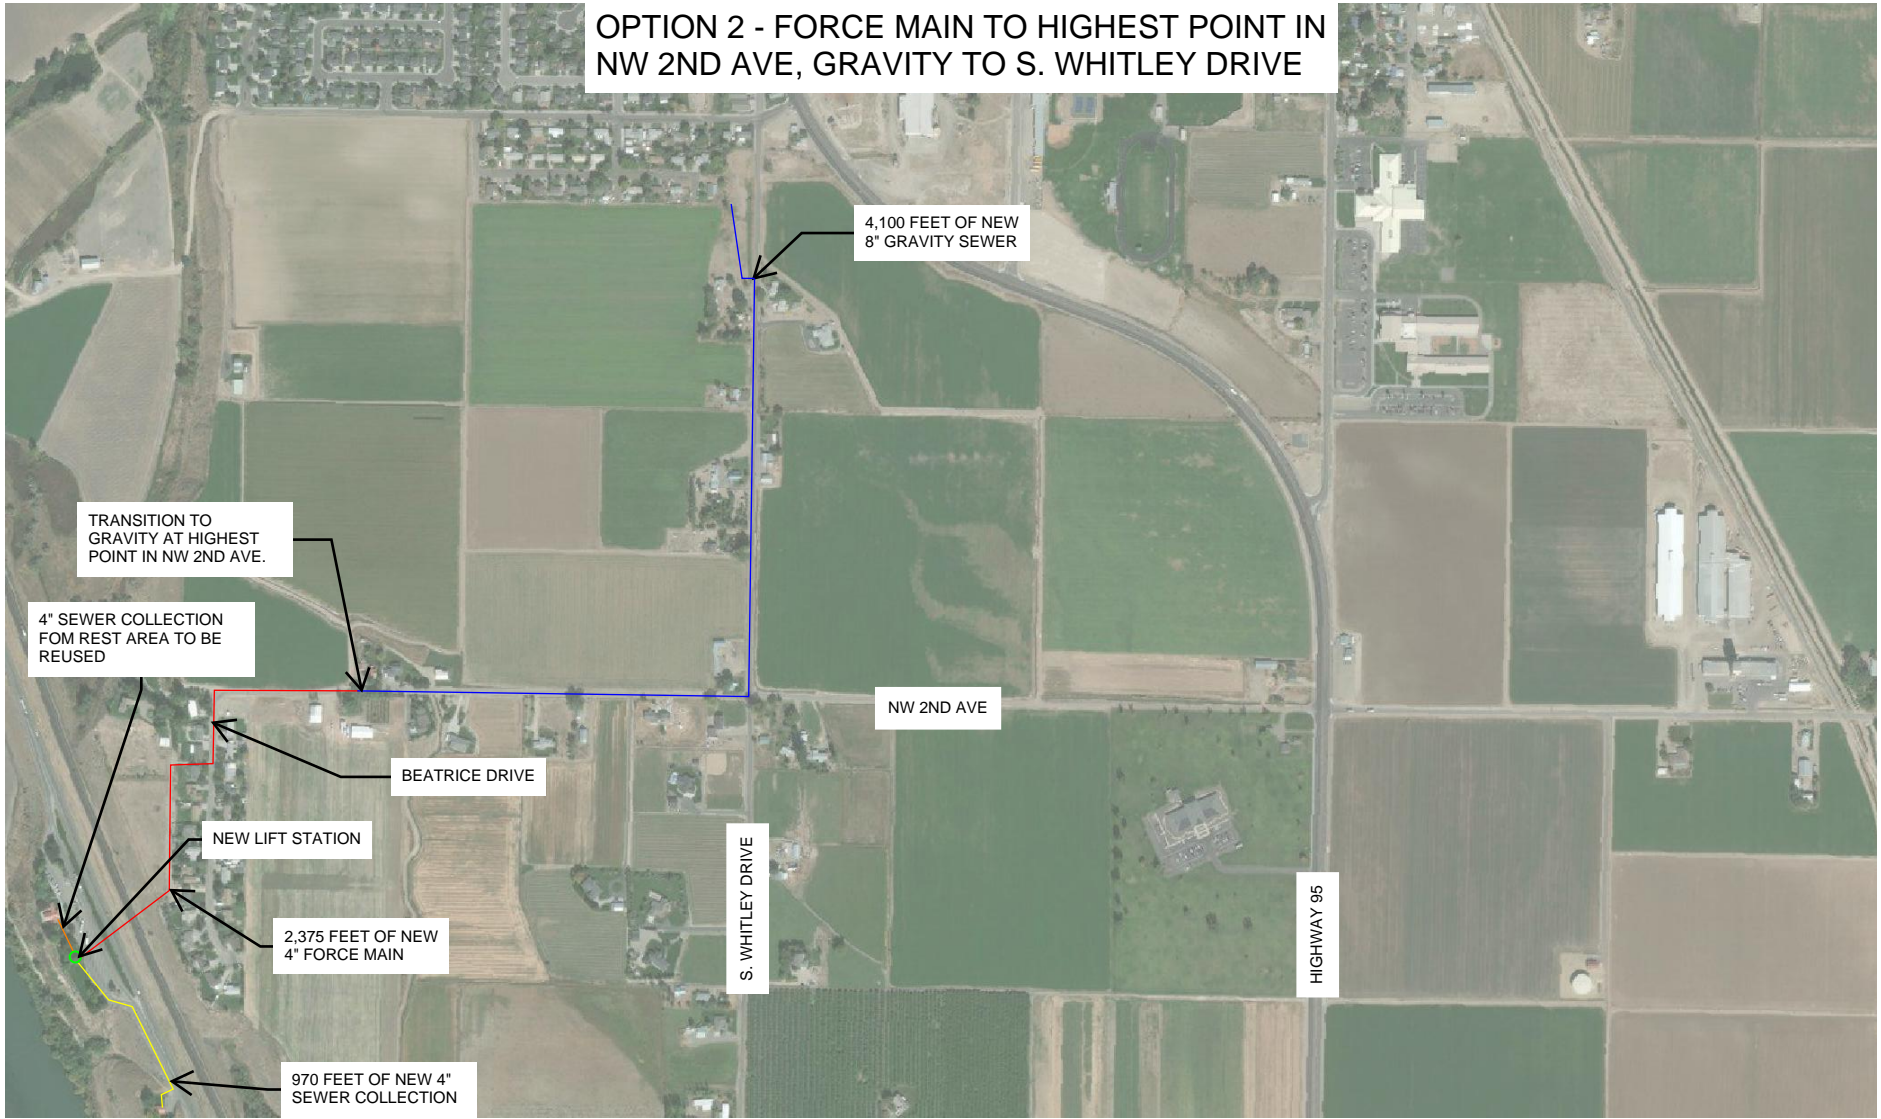 OPTION 2 - FORCE MAIN TO HIGHEST POINT IN
NW 2ND AVE, GRAVITY TO S. WHITLEY DRIVE
4,100 FEET OF NEW
8" GRAVITY SEWER
TRANSITION TO
GRAVITY AT HIGHEST
POINT IN NW 2ND AVE.
4" SEWER COLLECTION
FOM REST AREA TO BE
REUSED
NW 2ND AVE
BEATRICE DRIVE
NEW LIFT STATION
S. WHITLEY DRIVE
HIGHWAY 95
2,375 FEET OF NEW
4" FORCE MAIN
970 FEET OF NEW 4"
SEWER COLLECTION